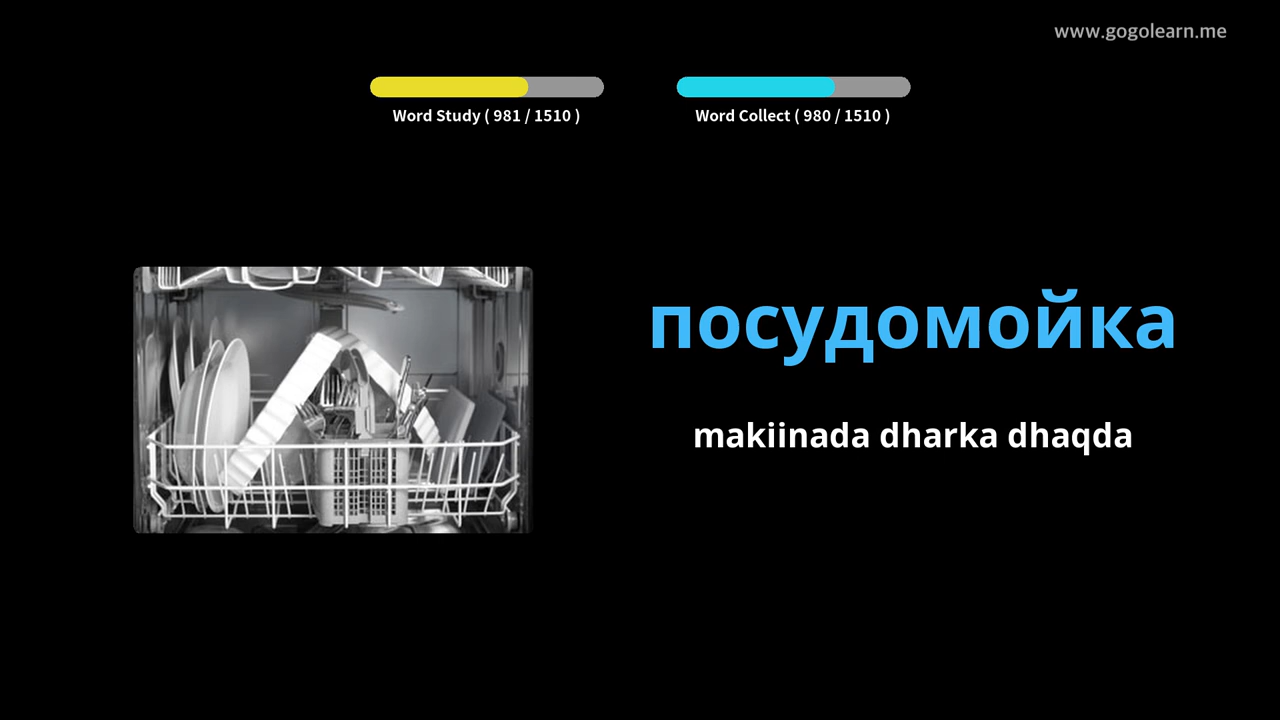 www.gogolearn.me
Word Study ( 981 / 1510 )
Word Collect ( 980 / 1510 )
посудомойка
makiinada dharka dhaqda